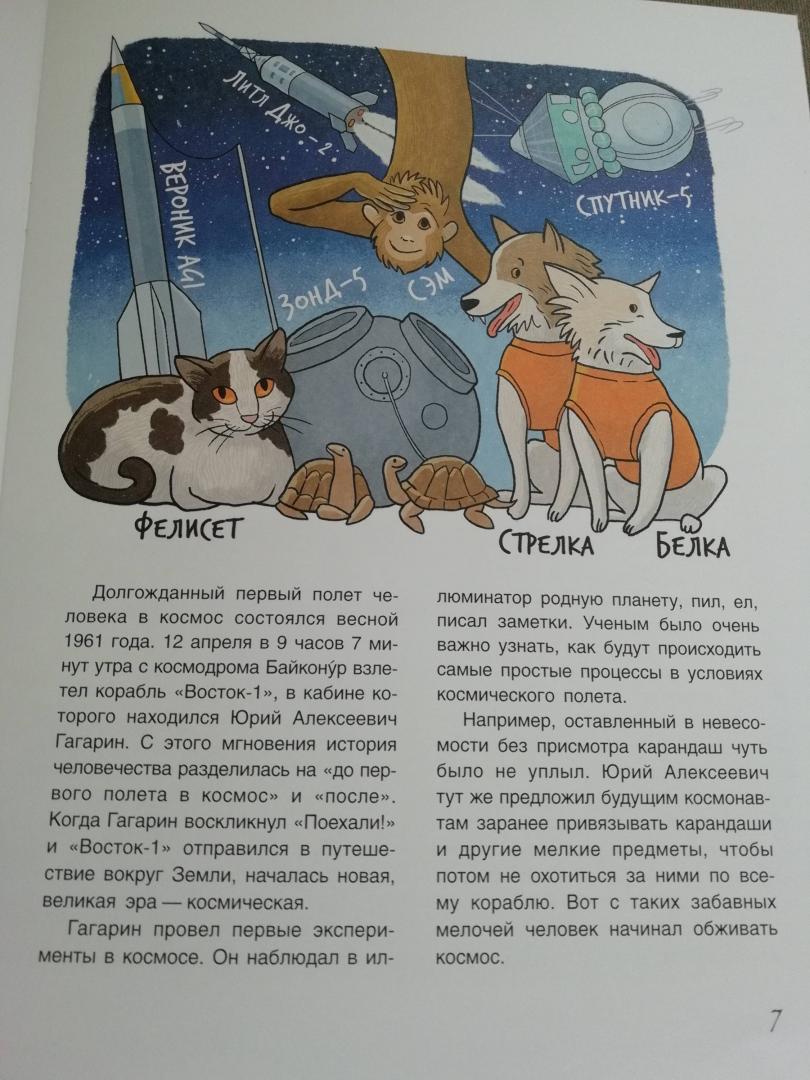 ЛИТЛ ДЖО-2
ВЕРОНИК AGI
СПУТНИК-5
ЗОНД-5
СЭМ
ФЕЛИСЕТ
СТРЕЛКА
БЕЛКА
Долгожданный первый полет че-
ловека в космос состоялся весной
1961 года. 12 апреля в 9 часов 7 ми-
нут утра с космодрома Байкону́р взле-
тел корабль «Восток-1», в кабине ко-
торого находился Юрий Алексеевич
Гагарин. С этого мгновения история
человечества разделилась на «до пер-
вого полета в космос» и «после».
Когда Гагарин воскликнул «Поехали!»
и «Восток-1» отправился в путеше-
ствие вокруг Земли, началась новая,
великая эра — космическая.
Гагарин провел первые экспери-
менты в космосе. Он наблюдал в ил-
люминатор родную планету, пил, ел,
писал заметки. Ученым было очень
важно узнать, как будут происходить
самые простые процессы в условиях
космического полета.
Например, оставленный в невесо-
мости без присмотра карандаш чуть
было не уплыл. Юрий Алексеевич
тут же предложил будущим космонав-
там заранее привязывать карандаши
и другие мелкие предметы, чтобы
потом не охотиться за ними по все-
му кораблю. Вот с таких забавных
мелочей человек начинал обживать
космос.
7